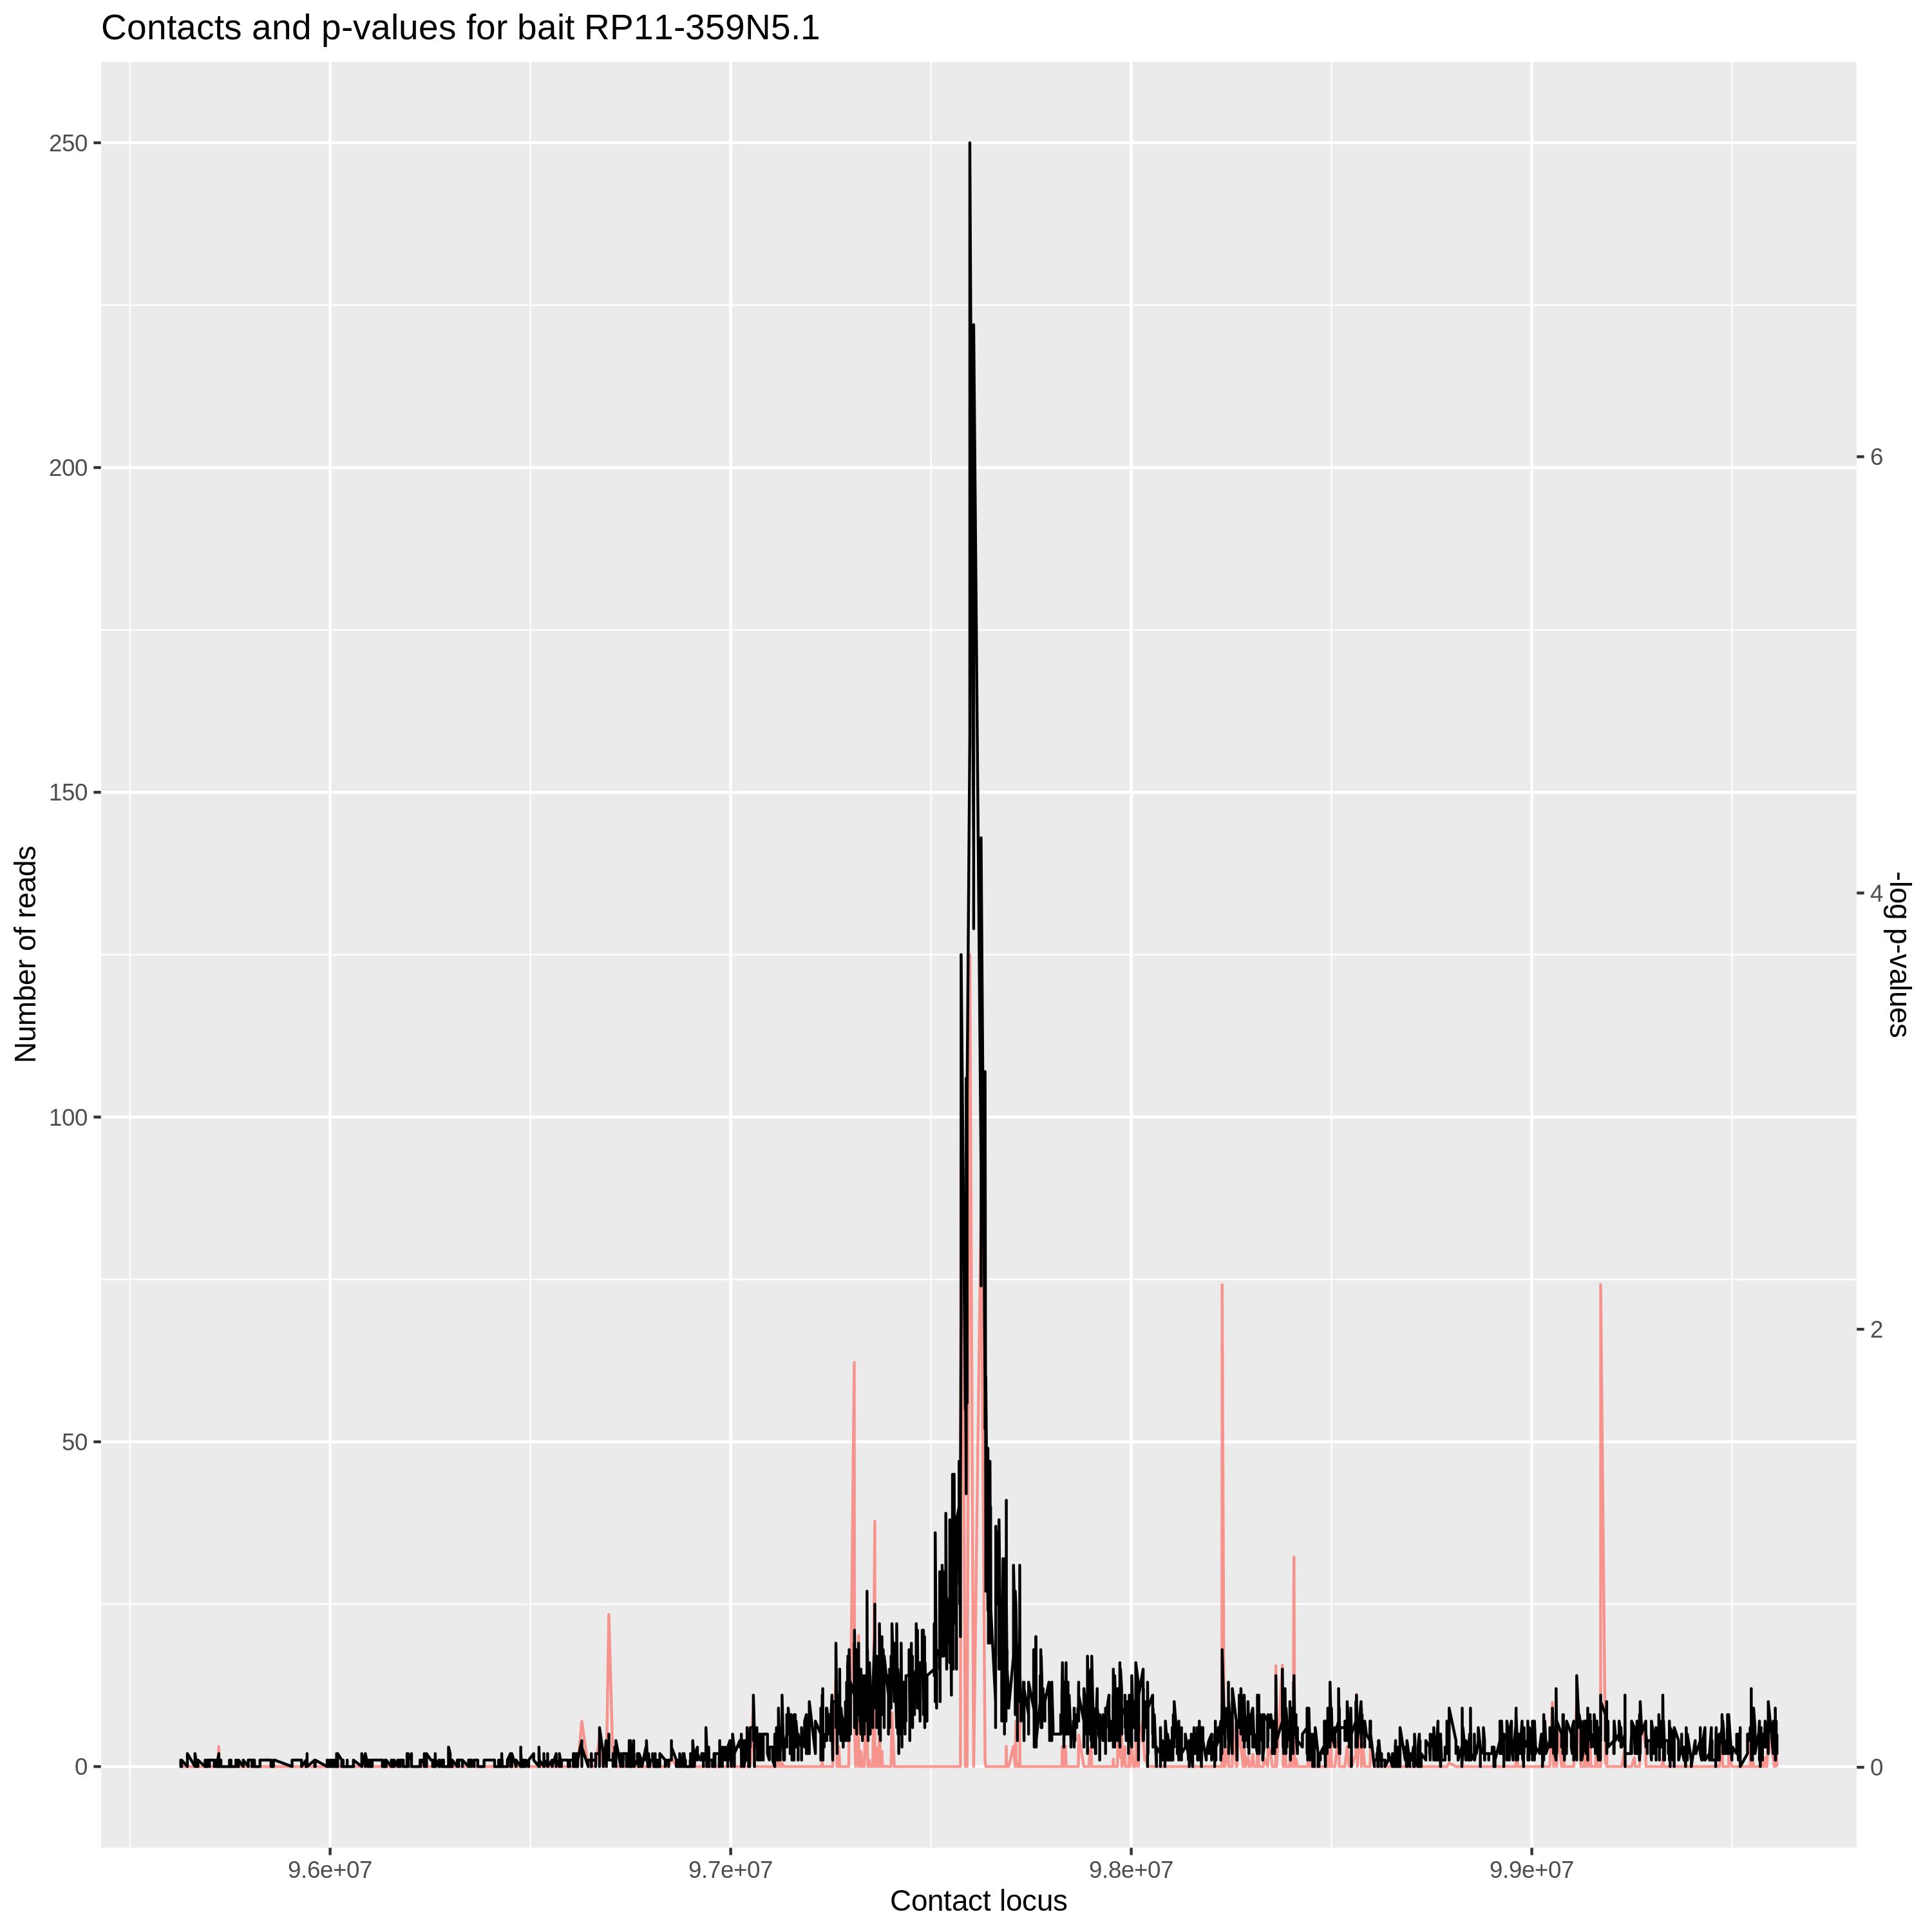 Contacts and p-values for bait RP11-359N5.1
250
200
150
100
50
0
Number of reads
6
4
2
0
-log p-values
9.6e+07 9.7e+07 9.8e+07 9.9e+07
Contact locus